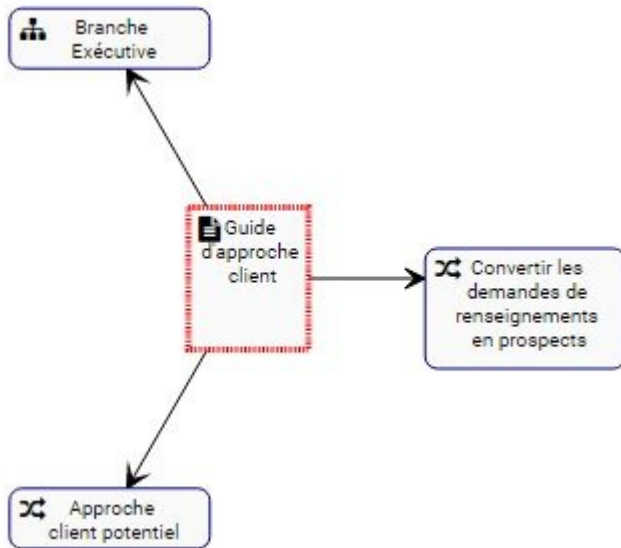 Branche
Exécutive
Guide
d'approche
client
Convertir les
demandes de
renseignements
en prospects
Approche
client potentiel